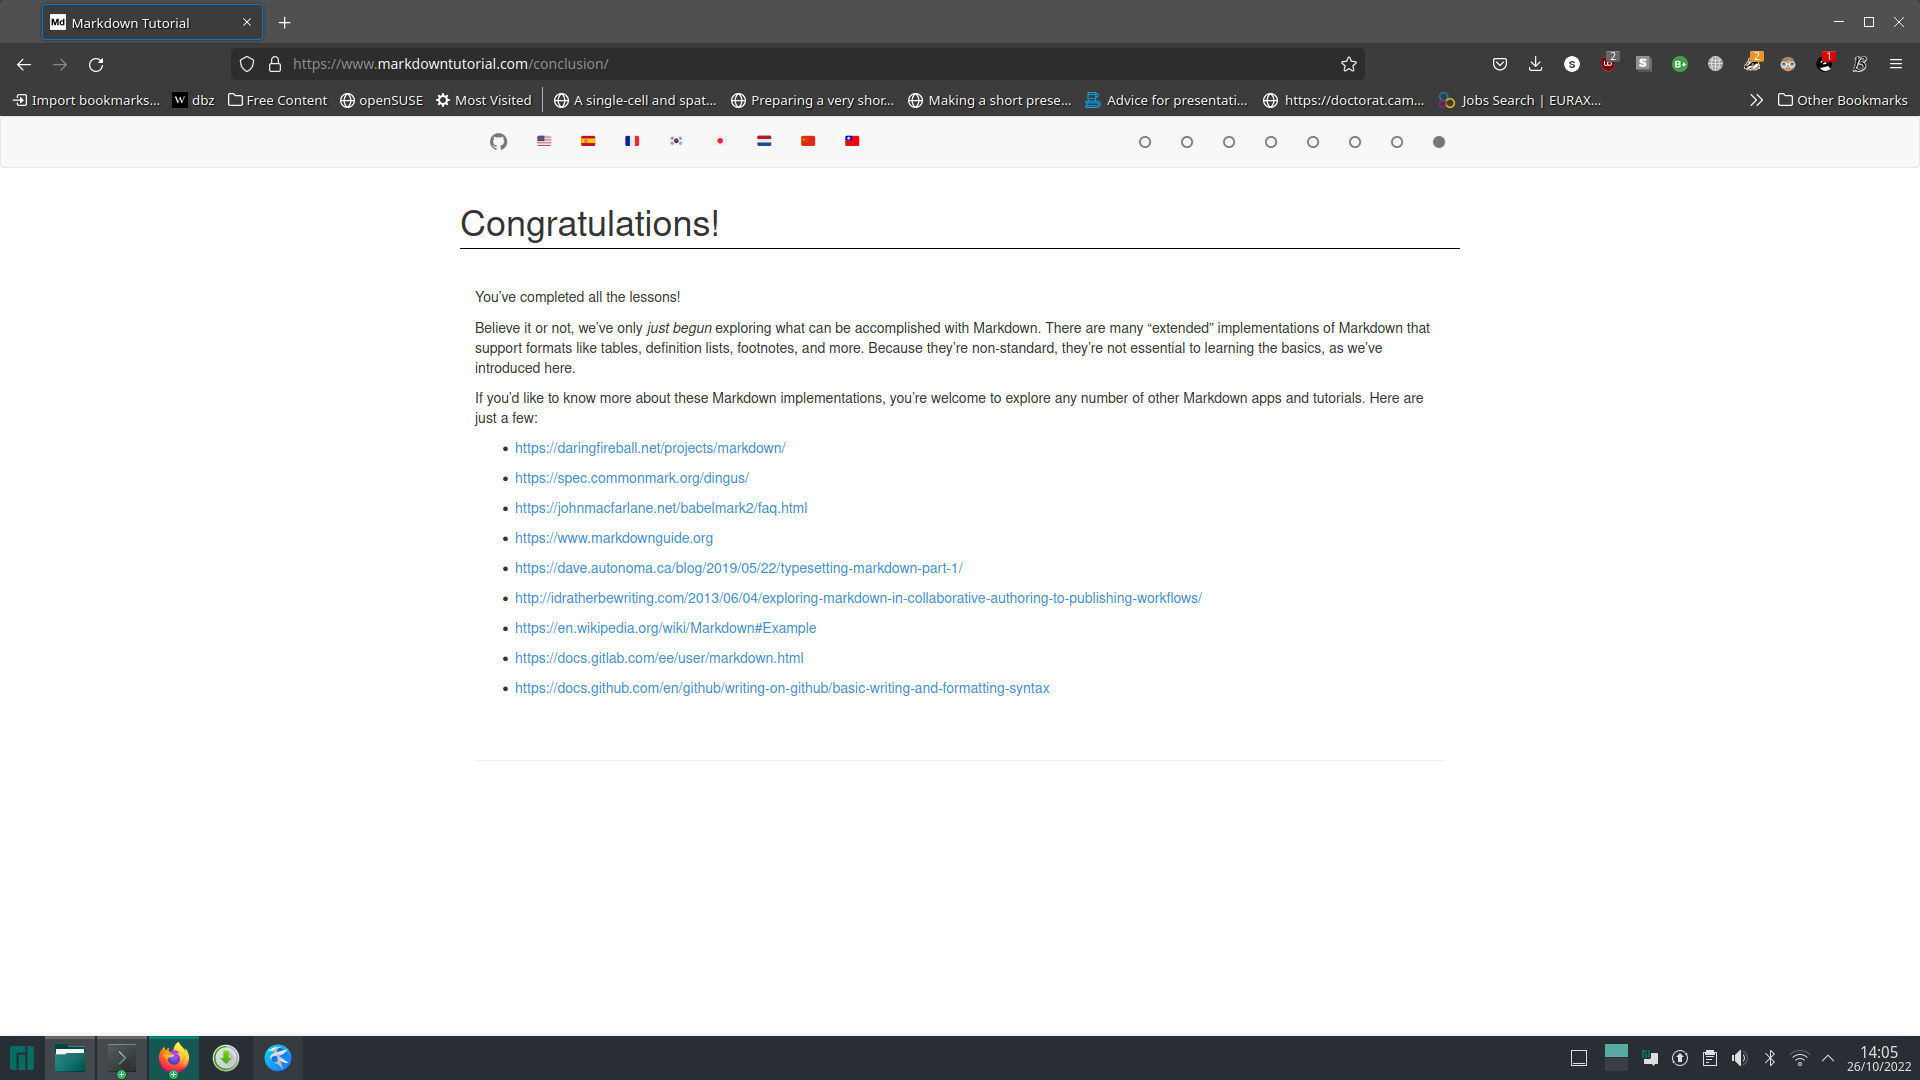 Md Markdown Tutorial
https://www.markdowntutorial.com/conclusion/
S 2 S B+ 2 1
Import bookmarks... W dbz Free Content openSUSE Most Visited A single-cell and spat... Preparing a very shor... Making a short prese... Advice for presentati... https://doctorat.cam... Jobs Search | EURAX... Other Bookmarks
Congratulations!
You’ve completed all the lessons!
Believe it or not, we’ve only just begun exploring what can be accomplished with Markdown. There are many “extended” implementations of Markdown that
support formats like tables, definition lists, footnotes, and more. Because they’re non-standard, they’re not essential to learning the basics, as we’ve
introduced here.
If you’d like to know more about these Markdown implementations, you’re welcome to explore any number of other Markdown apps and tutorials. Here are
just a few:
https://daringfireball.net/projects/markdown/
https://spec.commonmark.org/dingus/
https://johnmacfarlane.net/babelmark2/faq.html
https://www.markdownguide.org
https://dave.autonoma.ca/blog/2019/05/22/typesetting-markdown-part-1/
http://idratherbewriting.com/2013/06/04/exploring-markdown-in-collaborative-authoring-to-publishing-workflows/
https://en.wikipedia.org/wiki/Markdown#Example
https://docs.gitlab.com/ee/user/markdown.html
https://docs.github.com/en/github/writing-on-github/basic-writing-and-formatting-syntax
14:05
26/10/2022